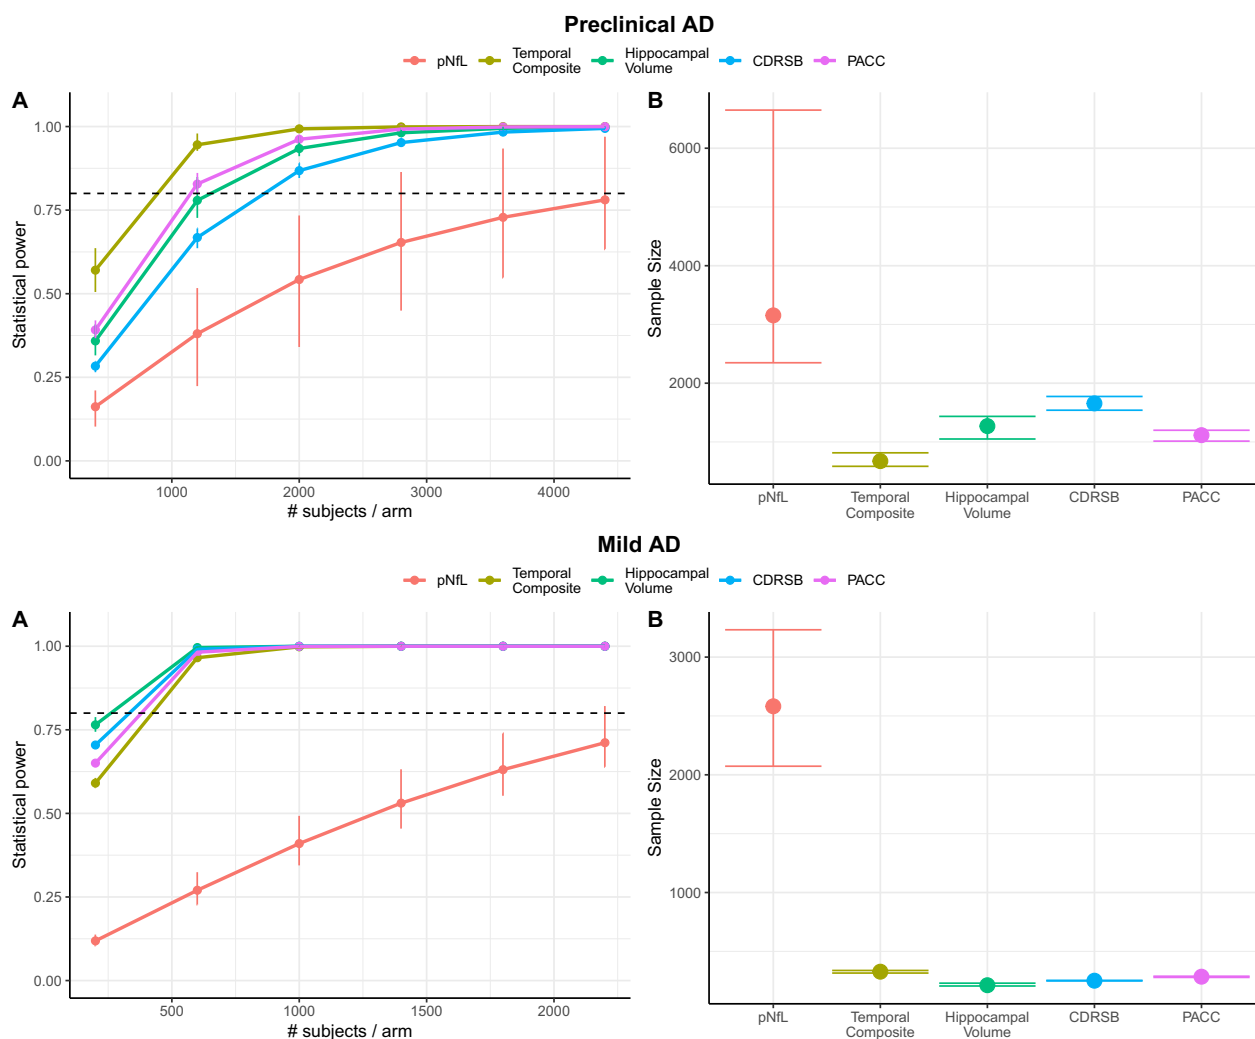 Preclinical AD
pNfL
Temporal
Composite
Hippocampal
Volume
CDRSB
PACC
A
1.00
0.75
0.50
0.25
0.00
Statistical power
1000
2000
3000
4000
# subjects / arm
B
6000
4000
2000
Sample Size
pNfL
Temporal
Composite
Hippocampal
Volume
CDRSB
PACC
Mild AD
pNfL
Temporal
Composite
Hippocampal
Volume
CDRSB
PACC
A
1.00
0.75
0.50
0.25
0.00
Statistical power
500
1000
1500
2000
# subjects / arm
B
3000
2000
1000
Sample Size
pNfL
Temporal
Composite
Hippocampal
Volume
CDRSB
PACC